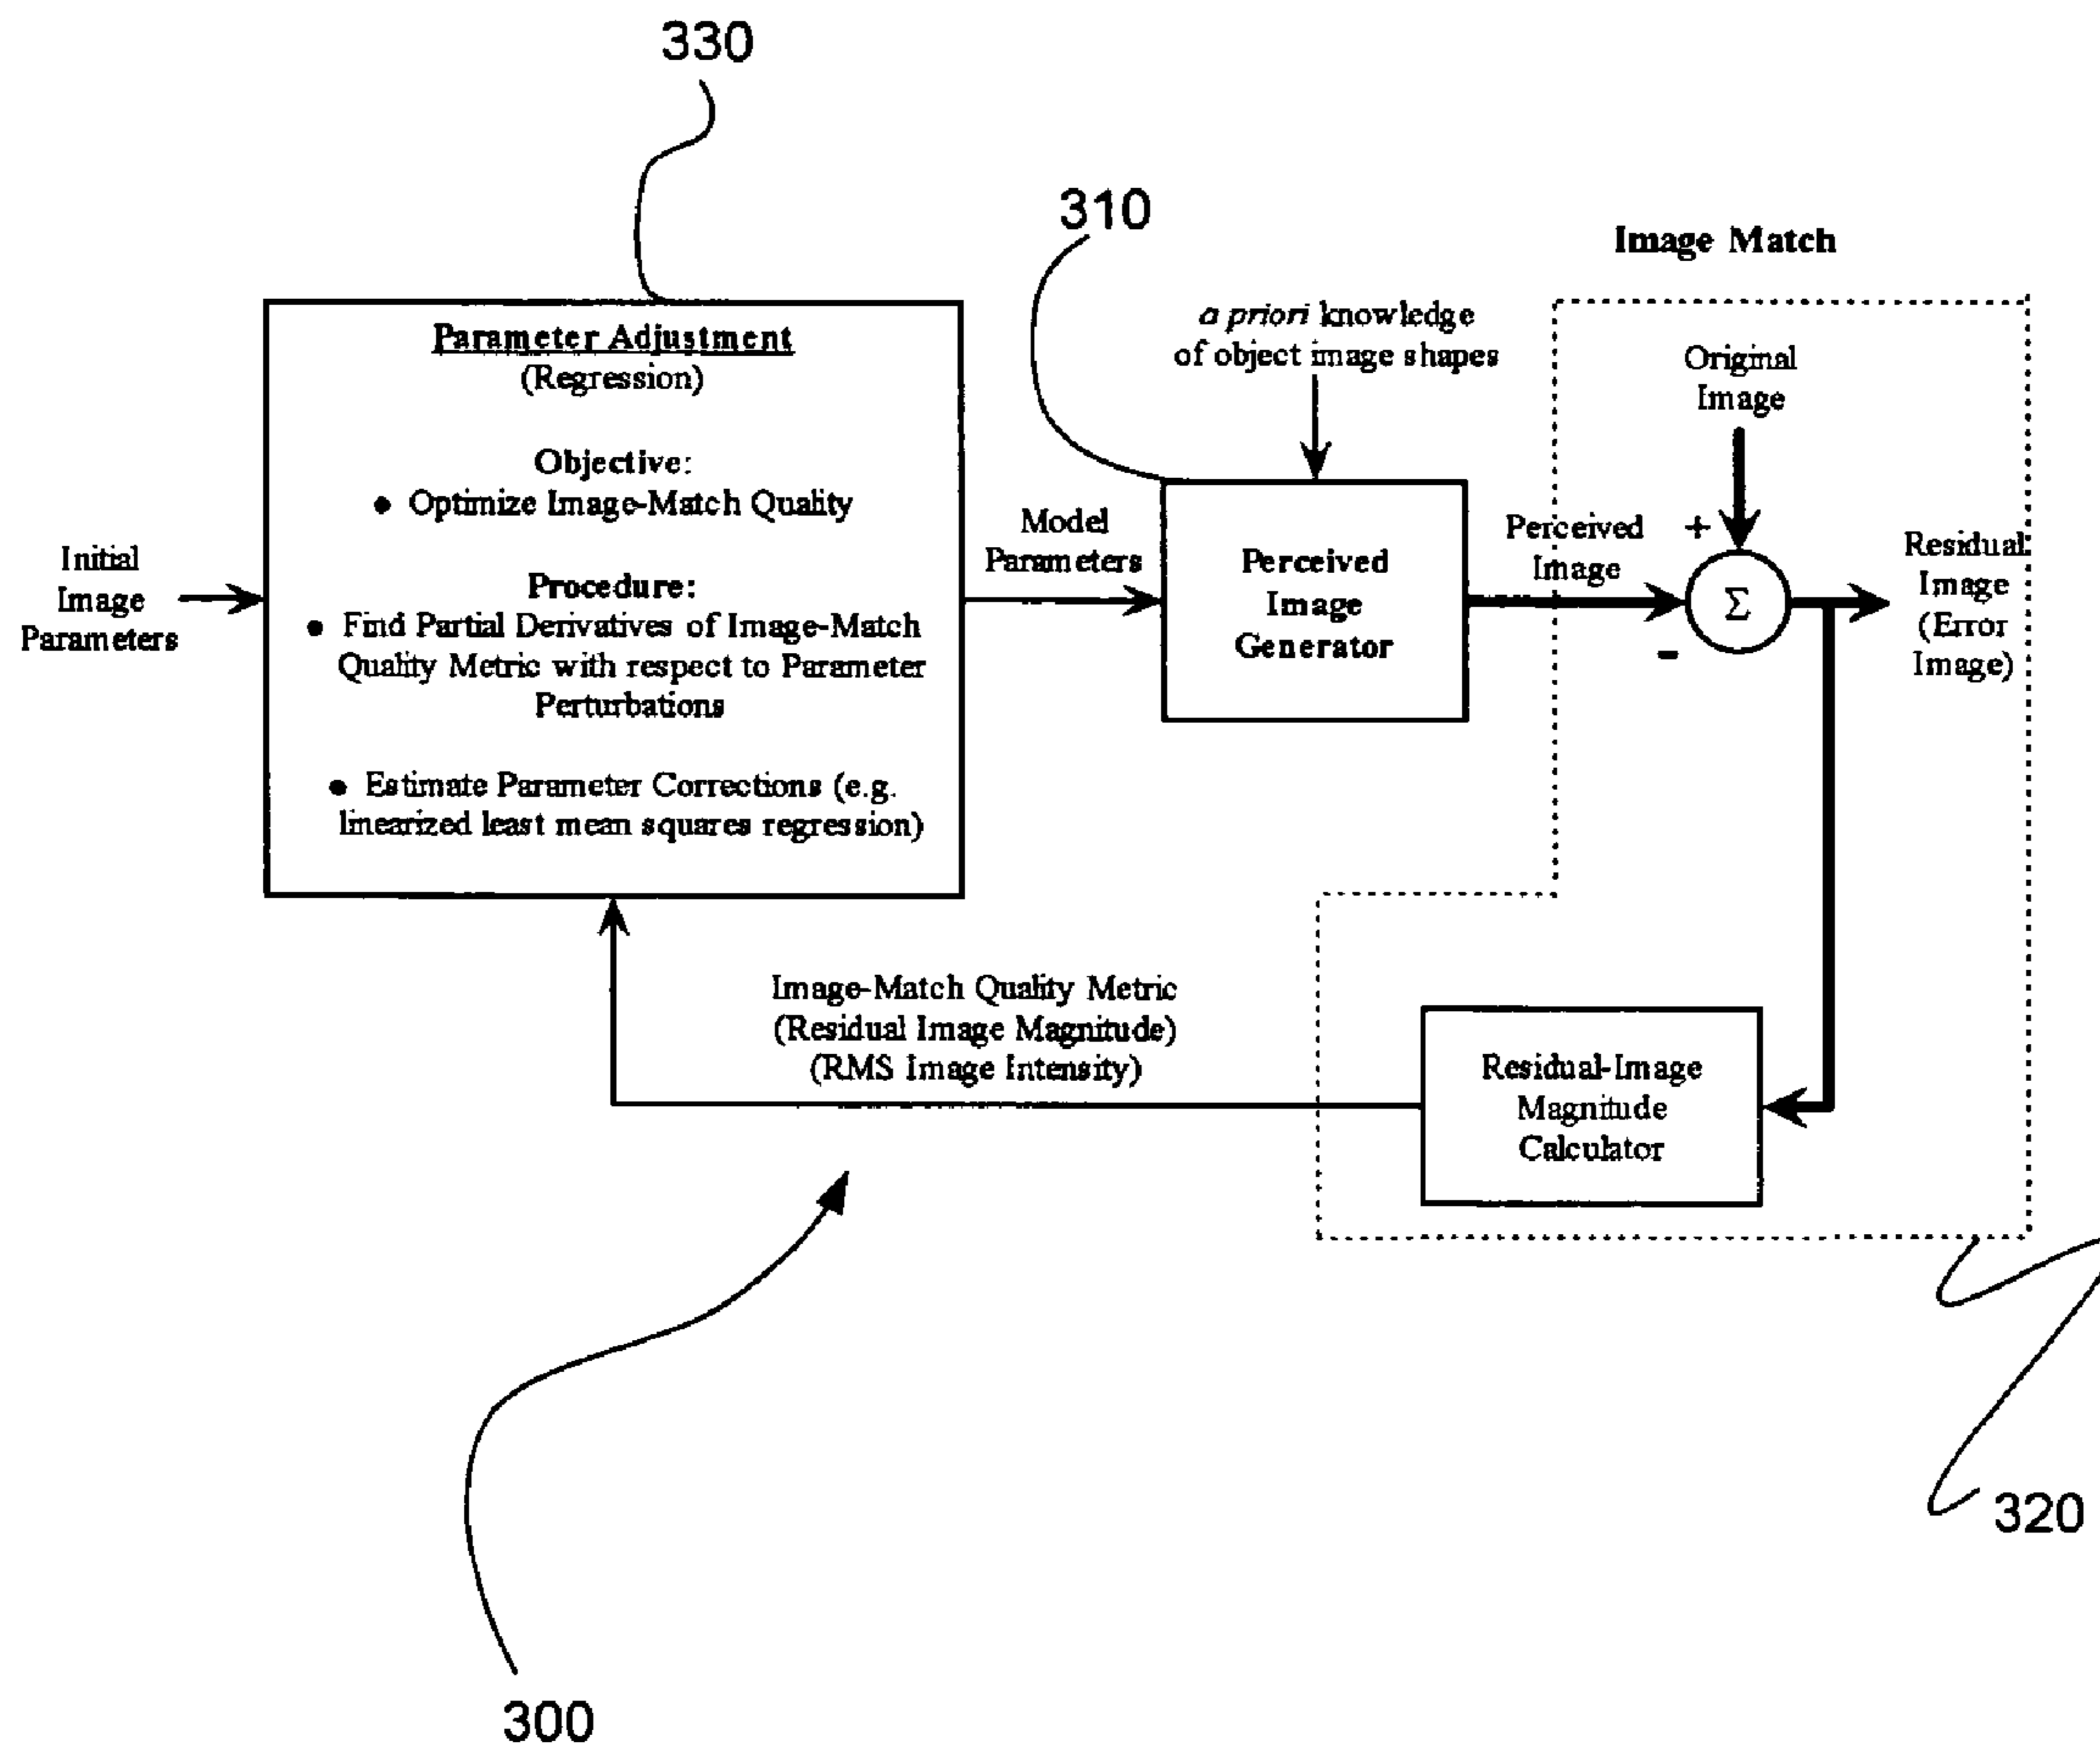 330
310
Image Match
Parameter Adjustment
(Regression)
Objective:
• Optimize Image-Match Quality
Procedure:
• Find Partial Derivatives of Image-Match
Quality Metric with respect to Parameter
Perturbations
• Estimate Parameter Corrections (e.g.
linearized least mean squares regression)
Initial
Image
Parameters
Model
Parameters
a priori knowledge
of object image shapes
Perceived
Image
Generator
Perceived
Image
Original
Image
+
-
Σ
Residual
Image
(Error
Image)
Image-Match Quality Metric
(Residual Image Magnitude)
(RMS Image Intensity)
Residual-Image
Magnitude
Calculator
320
300